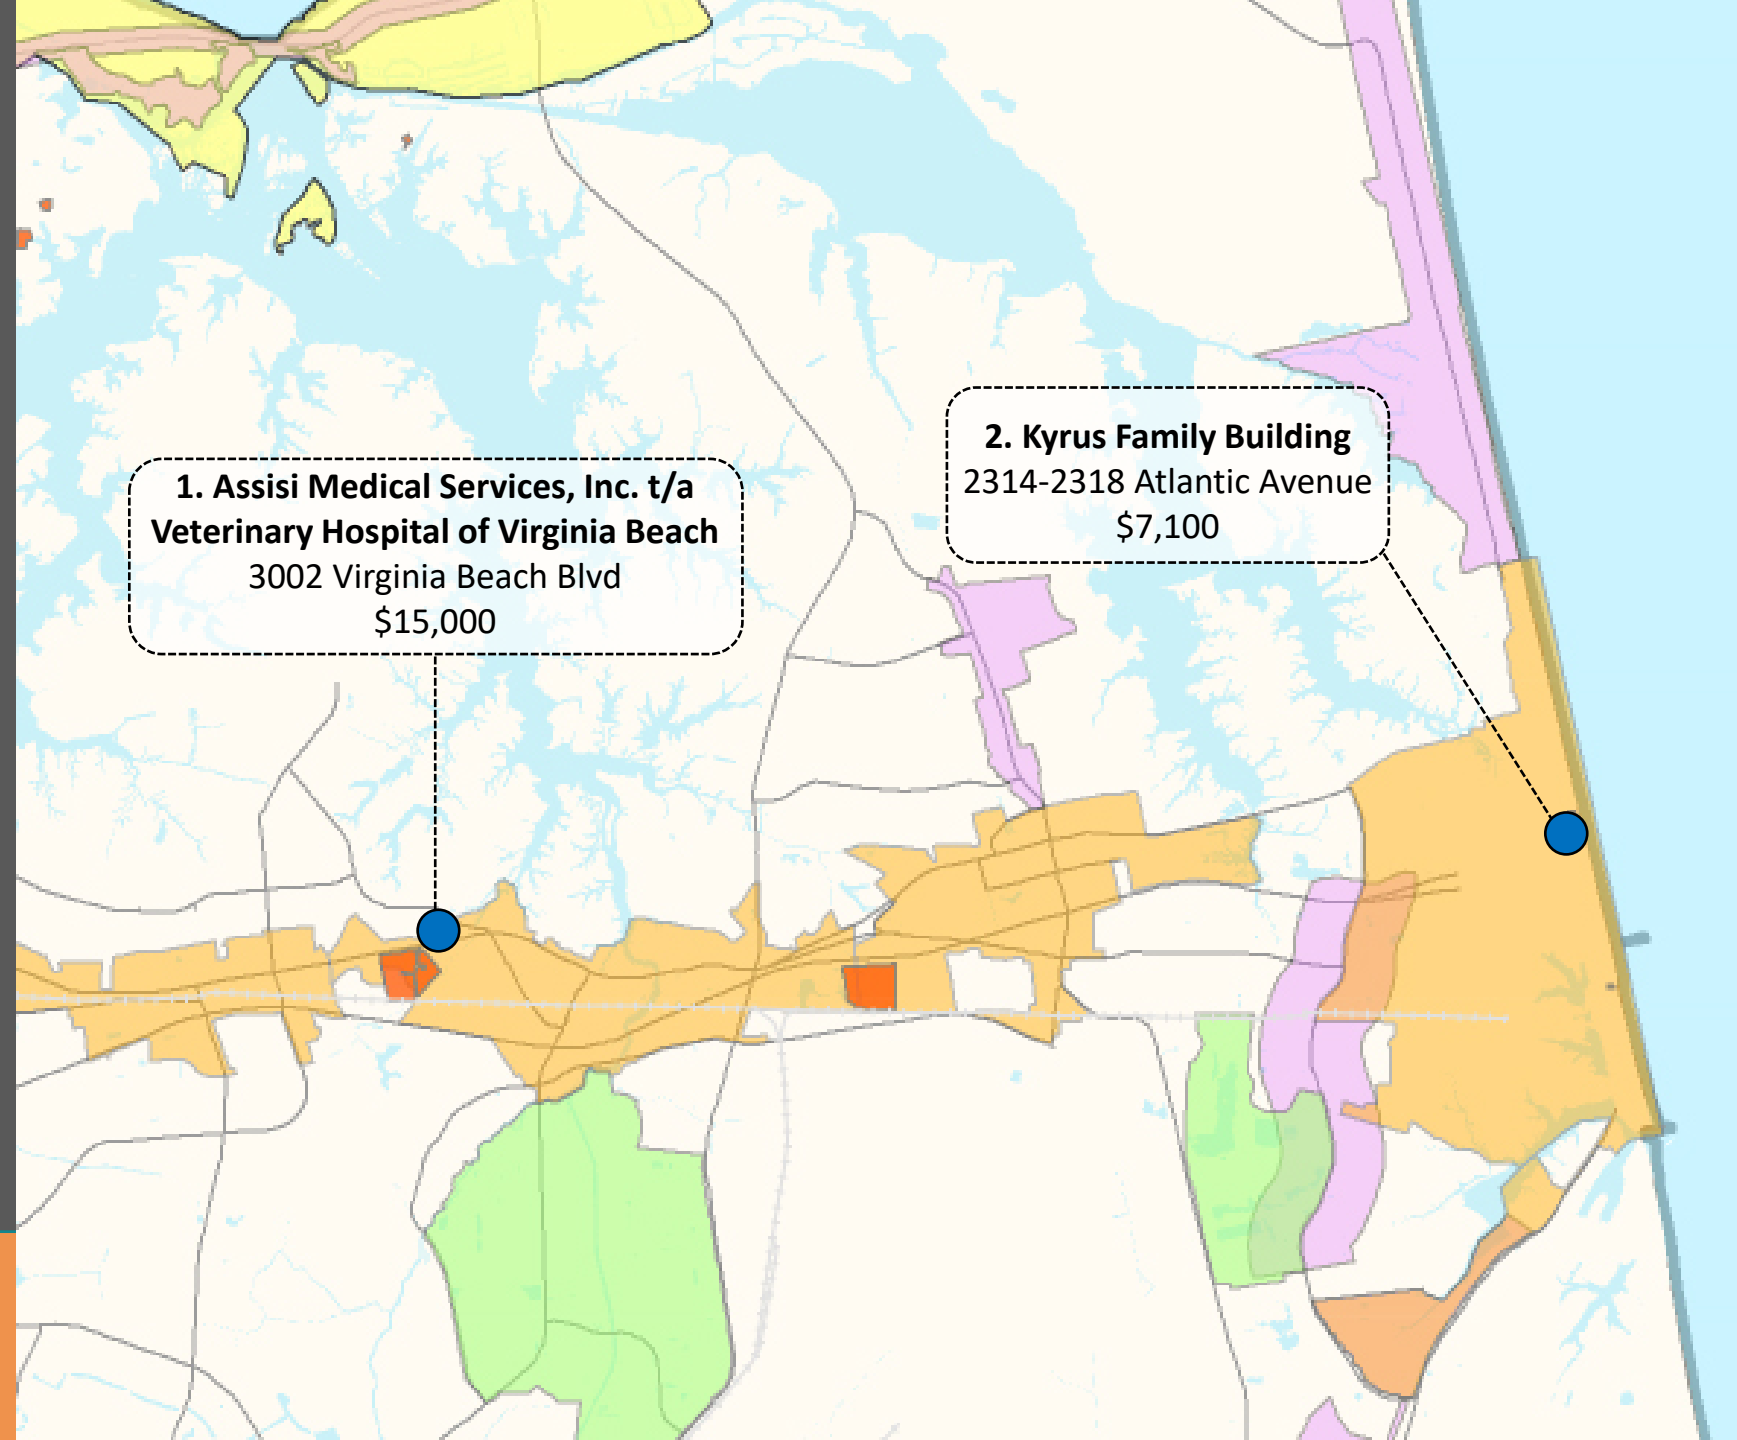 1. Assisi Medical Services, Inc. t/a
Veterinary Hospital of Virginia Beach
3002 Virginia Beach Blvd
$15,000
2. Kyrus Family Building
2314-2318 Atlantic Avenue
$7,100